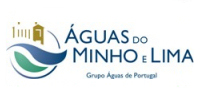 ÁGUAS DO
MINHO E LIMA
Grupo Águas de Portugal